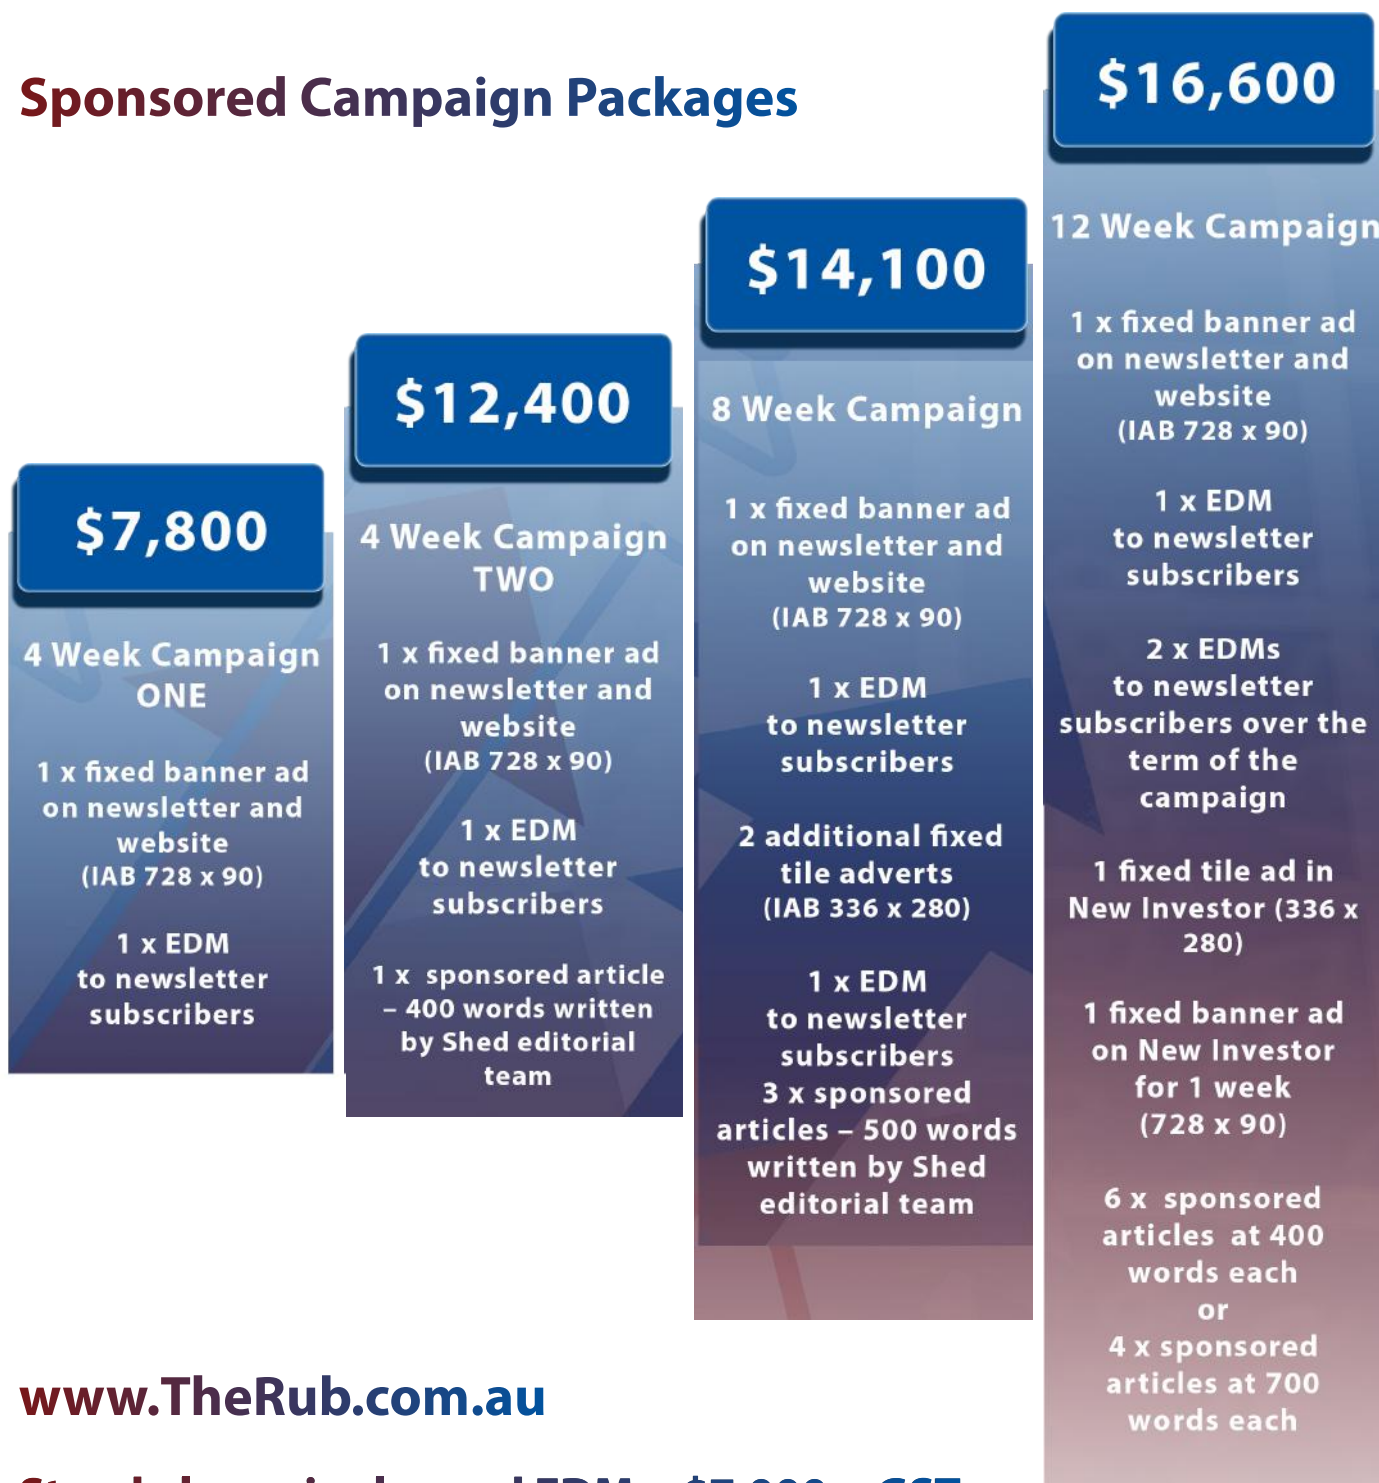 Sponsored Campaign Packages
$7,800
4 Week Campaign
ONE
1 x fixed banner ad
on newsletter and
website
(IAB 728 x 90)
1 x EDM
to newsletter
subscribers
$12,400
4 Week Campaign
TWO
1 x fixed banner ad
on newsletter and
website
(IAB 728 x 90)
1 x EDM
to newsletter
subscribers
1 x sponsored article
– 400 words written
by Shed editorial
team
$14,100
8 Week Campaign
1 x fixed banner ad
on newsletter and
website
(IAB 728 x 90)
1 x EDM
to newsletter
subscribers
2 additional fixed
tile adverts
(IAB 336 x 280)
1 x EDM
to newsletter
subscribers
3 x sponsored
articles – 500 words
written by Shed
editorial team
$16,600
12 Week Campaign
1 x fixed banner ad
on newsletter and
website
(IAB 728 x 90)
1 x EDM
to newsletter
subscribers
2 x EDMs
to newsletter
subscribers over the
term of the
campaign
1 fixed tile ad in
New Investor (336 x
280)
1 fixed banner ad
on New Investor
for 1 week
(728 x 90)
6 x sponsored
articles at 400
words each
or
4 x sponsored
articles at 700
words each
www.TheRub.com.au